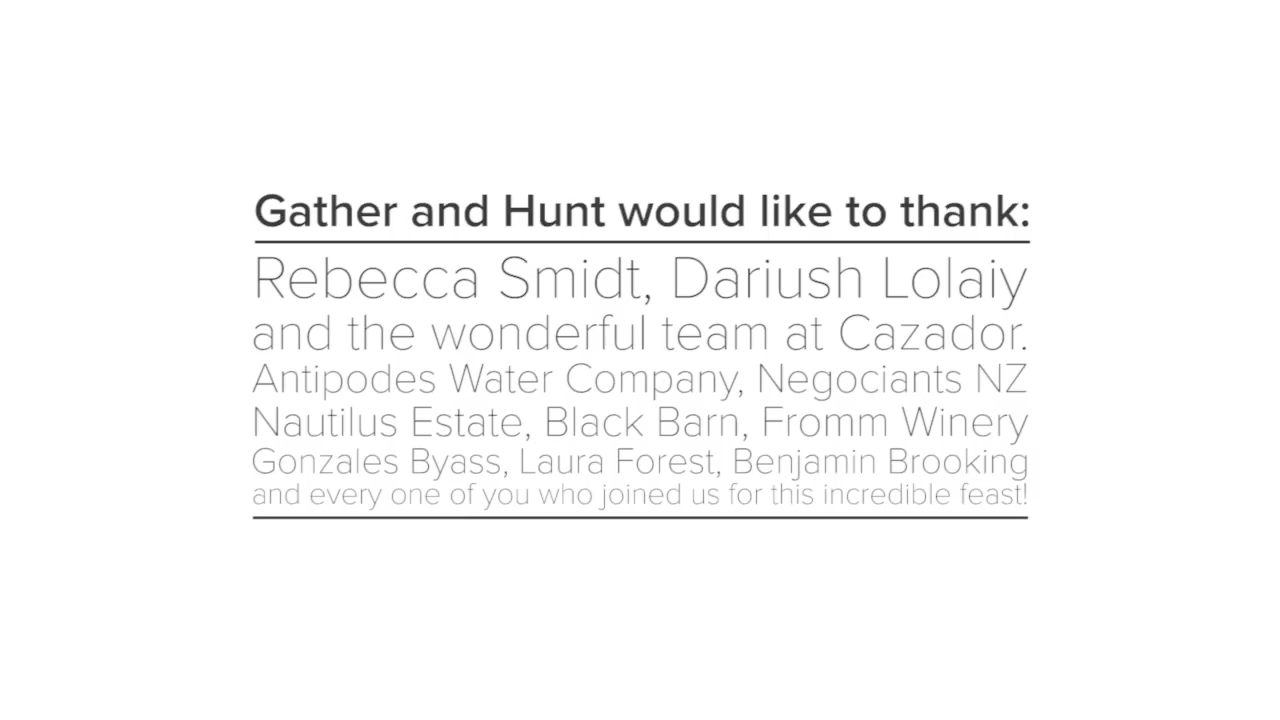 Gather and Hunt would like to thank:
Rebecca Smidt, Dariush Lolaiy
and the wonderful team at Cazador.
Antipodes Water Company, Negociants NZ
Nautilus Estate, Black Barn, Fromm Winery
Gonzales Byass, Laura Forest, Benjamin Brooking
and every one of you who joined us for this incredible feast!